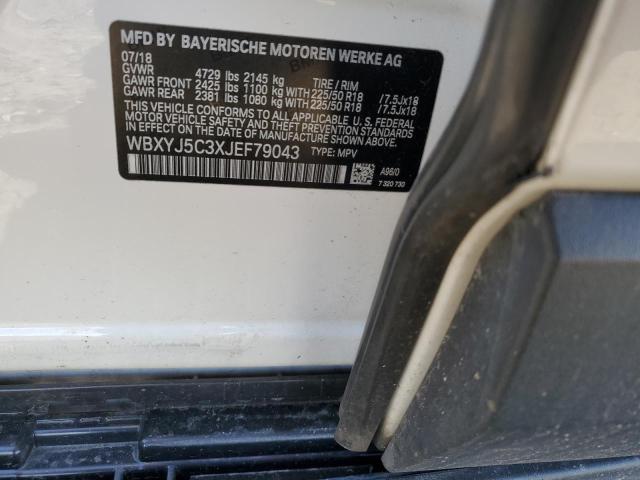 MFD BY BAYERISCHE MOTOREN WERKE AG
07/18
GVWR 4729 lbs 2145 kg TIRE / RIM
GAWR FRONT 2425 lbs 1100 kg WITH 225/50 R18 / 7.5Jx18
GAWR REAR 2381 lbs 1080 kg WITH 225/50 R18 / 7.5Jx18
THIS VEHICLE CONFORMS TO ALL APPLICABLE U.S. FEDERAL
MOTOR VEHICLE SAFETY AND THEFT PREVENTION STANDARDS
IN EFFECT ON THE DATE OF MANUFACTURE SHOWN ABOVE.
WBXYJ5C3XJEF79043 TYPE: MPV
A96/0
7 320 730